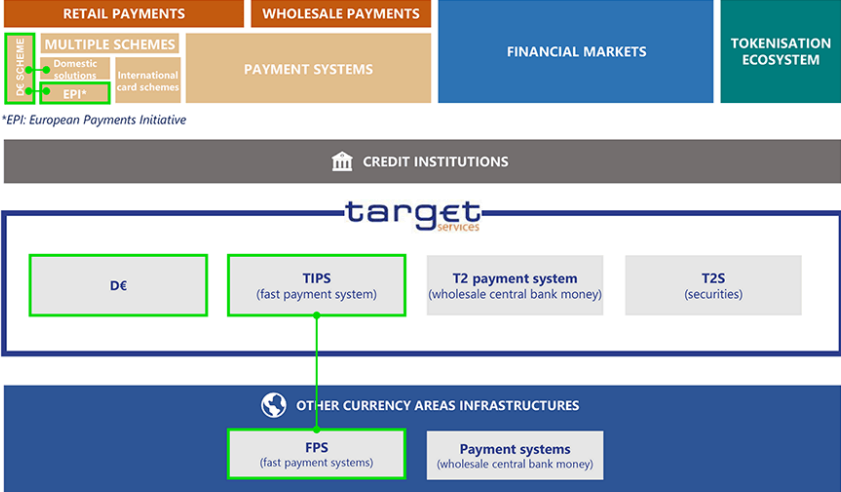 RETAIL PAYMENTS
WHOLESALE PAYMENTS
FINANCIAL MARKETS
TOKENISATION
ECOSYSTEM
D€ SCHEME
MULTIPLE SCHEMES
Domestic
solutions
EPI*
International
card schemes
PAYMENT SYSTEMS
*EPI: European Payments Initiative
CREDIT INSTITUTIONS
target
services
D€
TIPS
(fast payment system)
T2 payment system
(wholesale central bank money)
T2S
(securities)
OTHER CURRENCY AREAS INFRASTRUCTURES
FPS
(fast payment systems)
Payment systems
(wholesale central bank money)